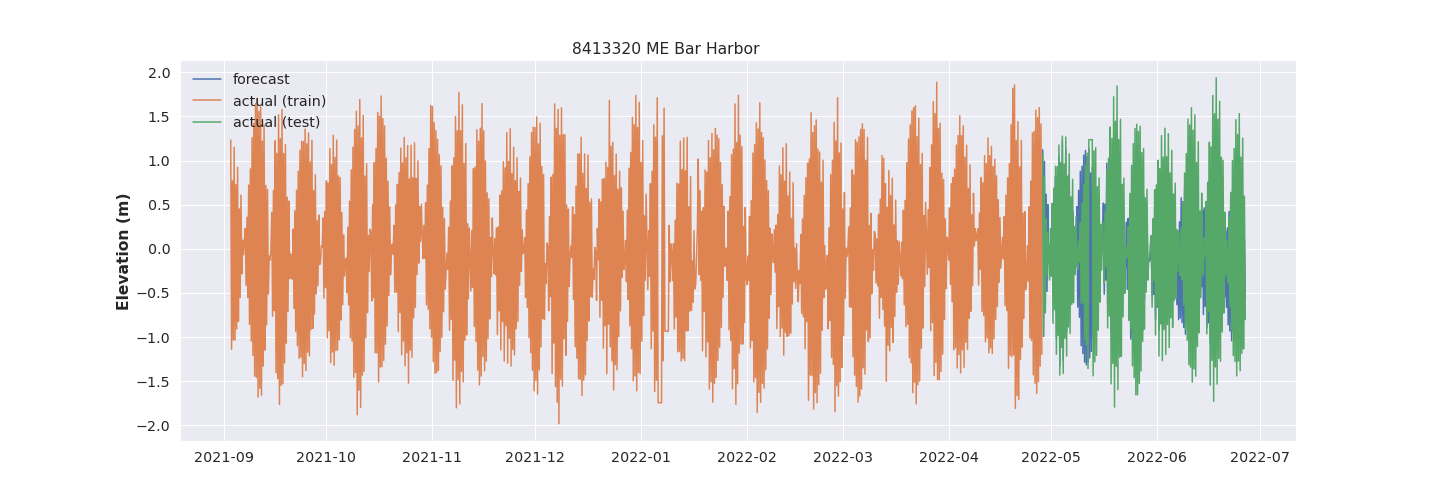 8413320 ME Bar Harbor
forecast
actual (train)
actual (test)
Elevation (m)
2.0
1.5
1.0
0.5
0.0
−0.5
−1.0
−1.5
−2.0
2021-09 2021-10 2021-11 2021-12 2022-01 2022-02 2022-03 2022-04 2022-05 2022-06 2022-07